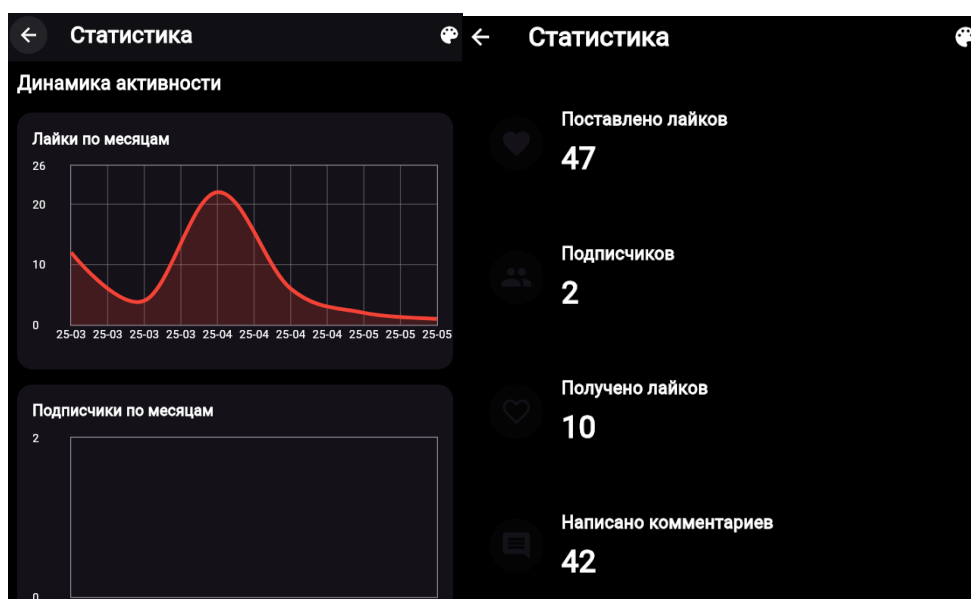 Статистика
Динамика активности
Лайки по месяцам
26
20
10
0
25-03 25-03 25-03 25-03 25-04 25-04 25-04 25-04 25-05 25-05 25-05
Подписчики по месяцам
2
0
Статистика
Поставлено лайков
47
Подписчиков
2
Получено лайков
10
Написано комментариев
42